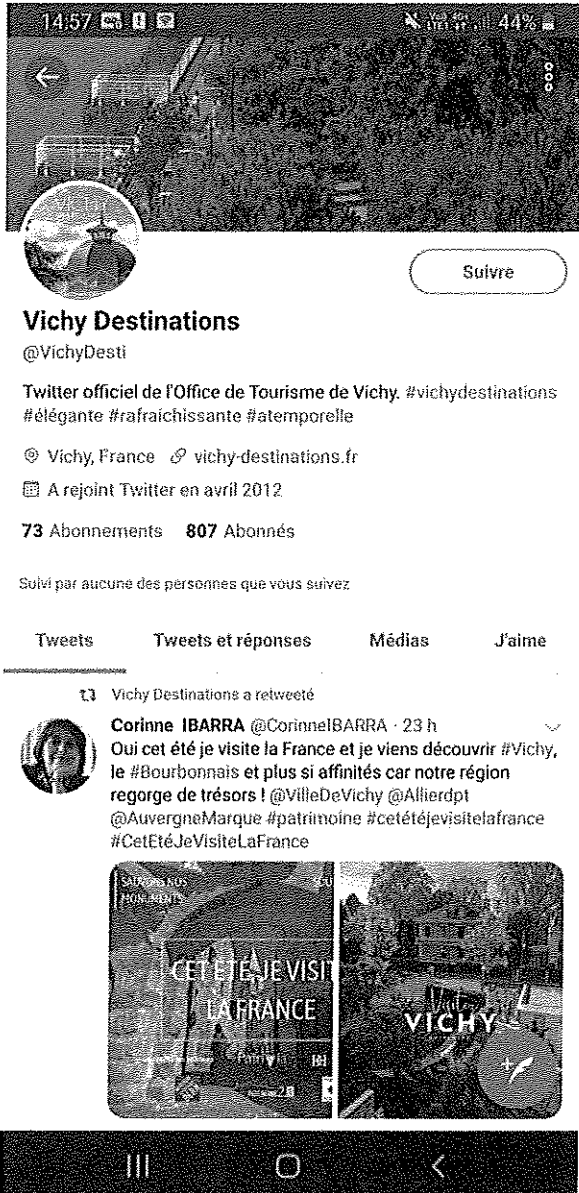 14:57 44%
Suivre
Vichy Destinations
@VichyDesti
Twitter officiel de l'Office de Tourisme de Vichy. #vichydestinations
#élégante #rafraichissante #atemporelle
Vichy, France vichy-destinations.fr
A rejoint Twitter en avril 2012
73 Abonnements 807 Abonnés
Suivi par aucune des personnes que vous suivez
Tweets Tweets et réponses Médias J'aime
Vichy Destinations a retweeté
Corinne IBARRA @CorinneIBARRA · 23 h
Oui cet été je visite la France et je viens découvrir #Vichy,
le #Bourbonnais et plus si affinités car notre région
regorge de trésors ! @VilleDeVichy @Allierdpt
@AuvergneMarque #patrimoine #cetétéjevisitelafrance
#CetEtéJeVisiteLaFrance
MONUMENTS
CET ÉTÉ JE VISIT
LA FRANCE
VICHY